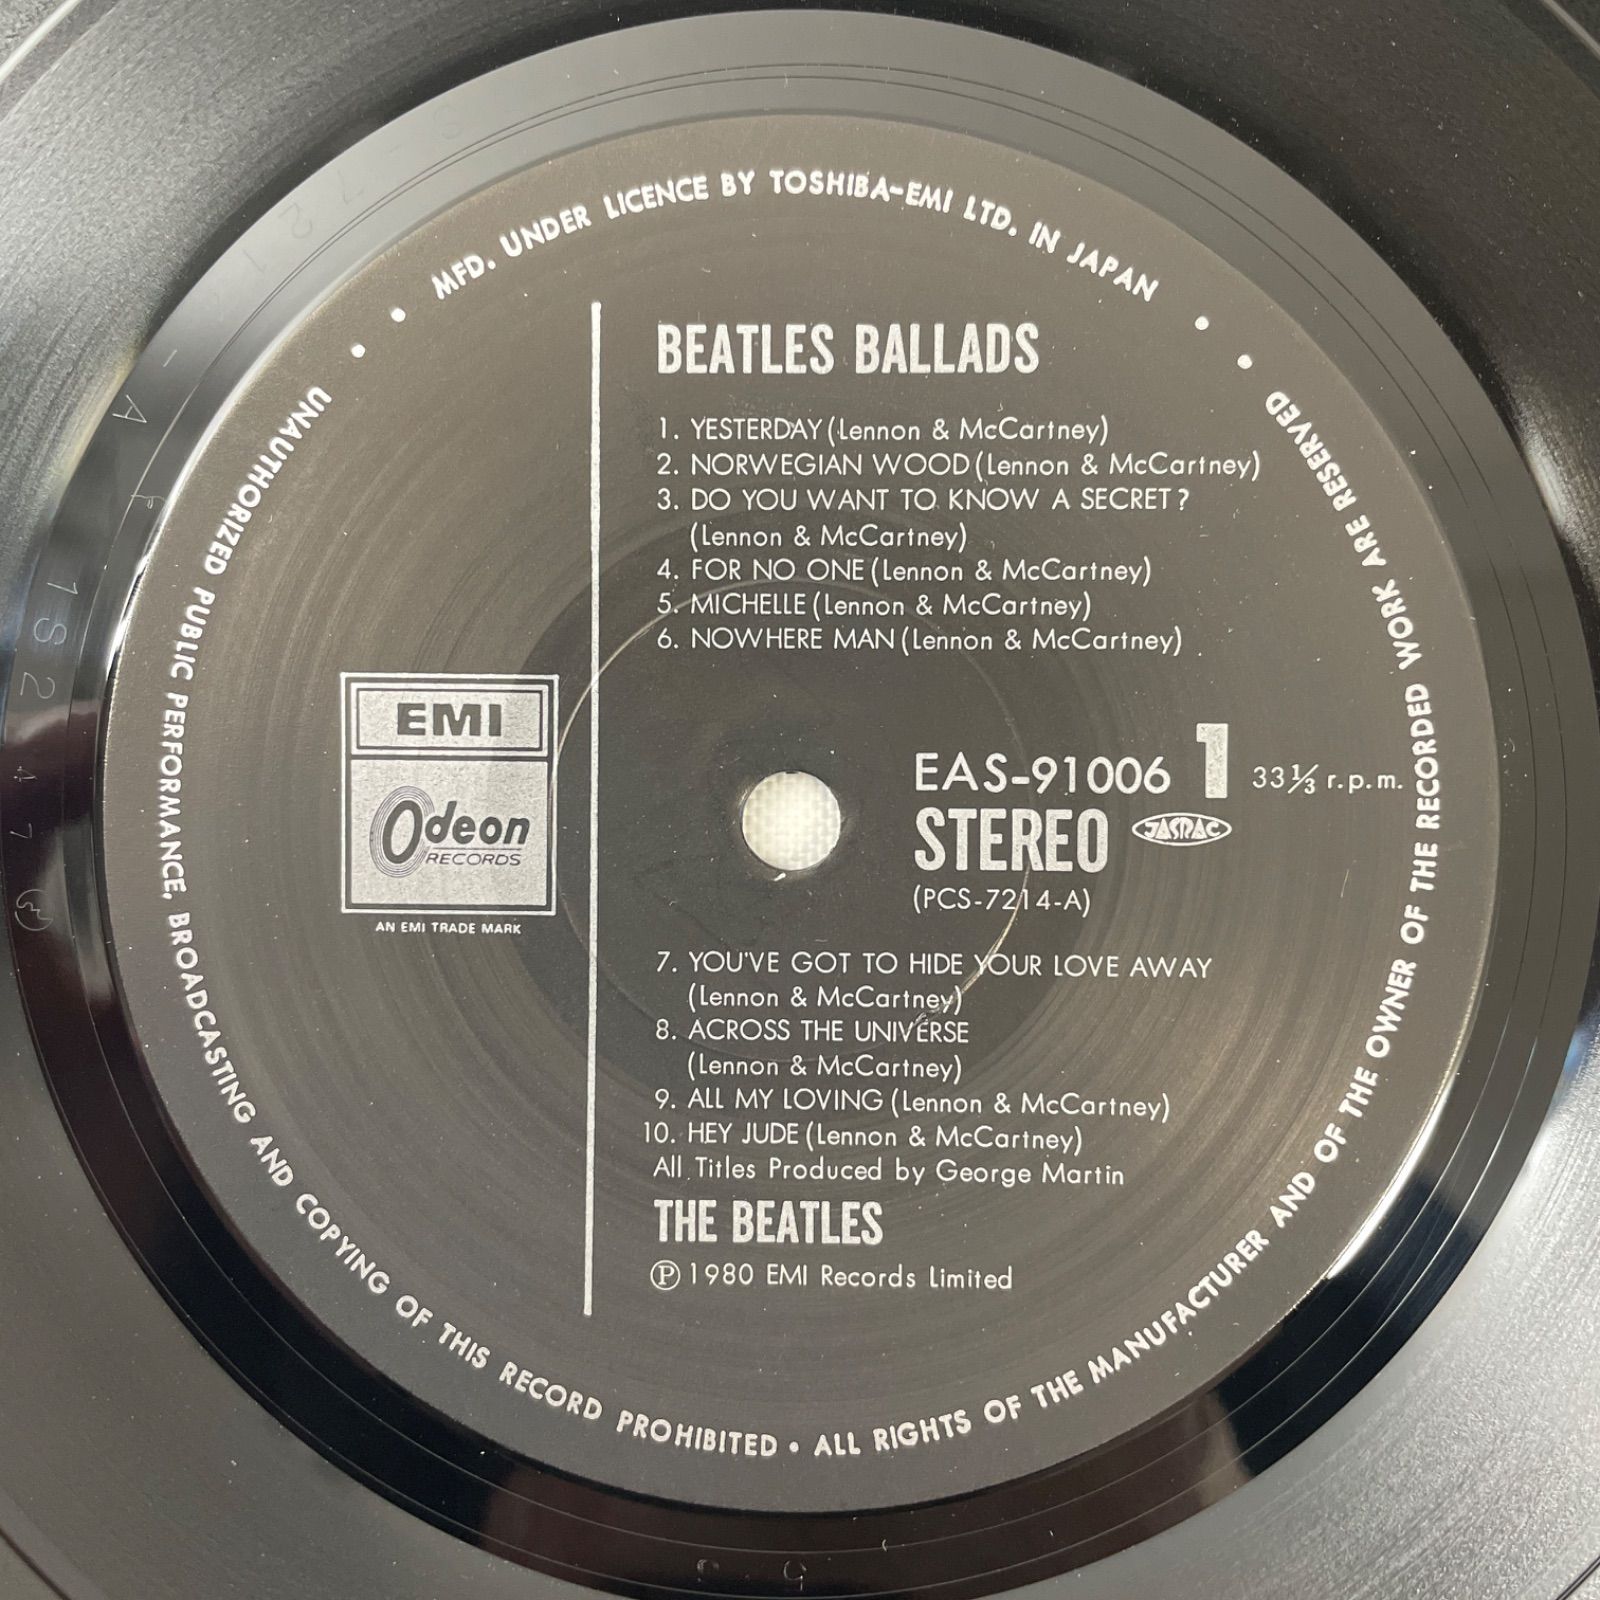 MFD. UNDER LICENCE BY TOSHIBA-EMI LTD. IN JAPAN
BEATLES BALLADS
1. YESTERDAY (Lennon & McCartney)
2. NORWEGIAN WOOD (Lennon & McCartney)
3. DO YOU WANT TO KNOW A SECRET?
(Lennon & McCartney)
4. FOR NO ONE (Lennon & McCartney)
5. MICHELLE (Lennon & McCartney)
6. NOWHERE MAN (Lennon & McCartney)
EMI
Odeon
RECORDS
AN EMI TRADE MARK
EAS-91006 1 33⅓ r.p.m.
STEREO JASRAC
(PCS-7214-A)
7. YOU'VE GOT TO HIDE YOUR LOVE AWAY
(Lennon & McCartney)
8. ACROSS THE UNIVERSE
(Lennon & McCartney)
9. ALL MY LOVING (Lennon & McCartney)
10. HEY JUDE (Lennon & McCartney)
All Titles Produced by George Martin
THE BEATLES
Ⓟ 1980 EMI Records Limited
UNAUTHORIZED PUBLIC PERFORMANCE, BROADCASTING AND COPYING OF THIS RECORD PROHIBITED • ALL RIGHTS OF THE MANUFACTURER AND OF THE OWNER OF THE RECORDED WORK ARE RESERVED